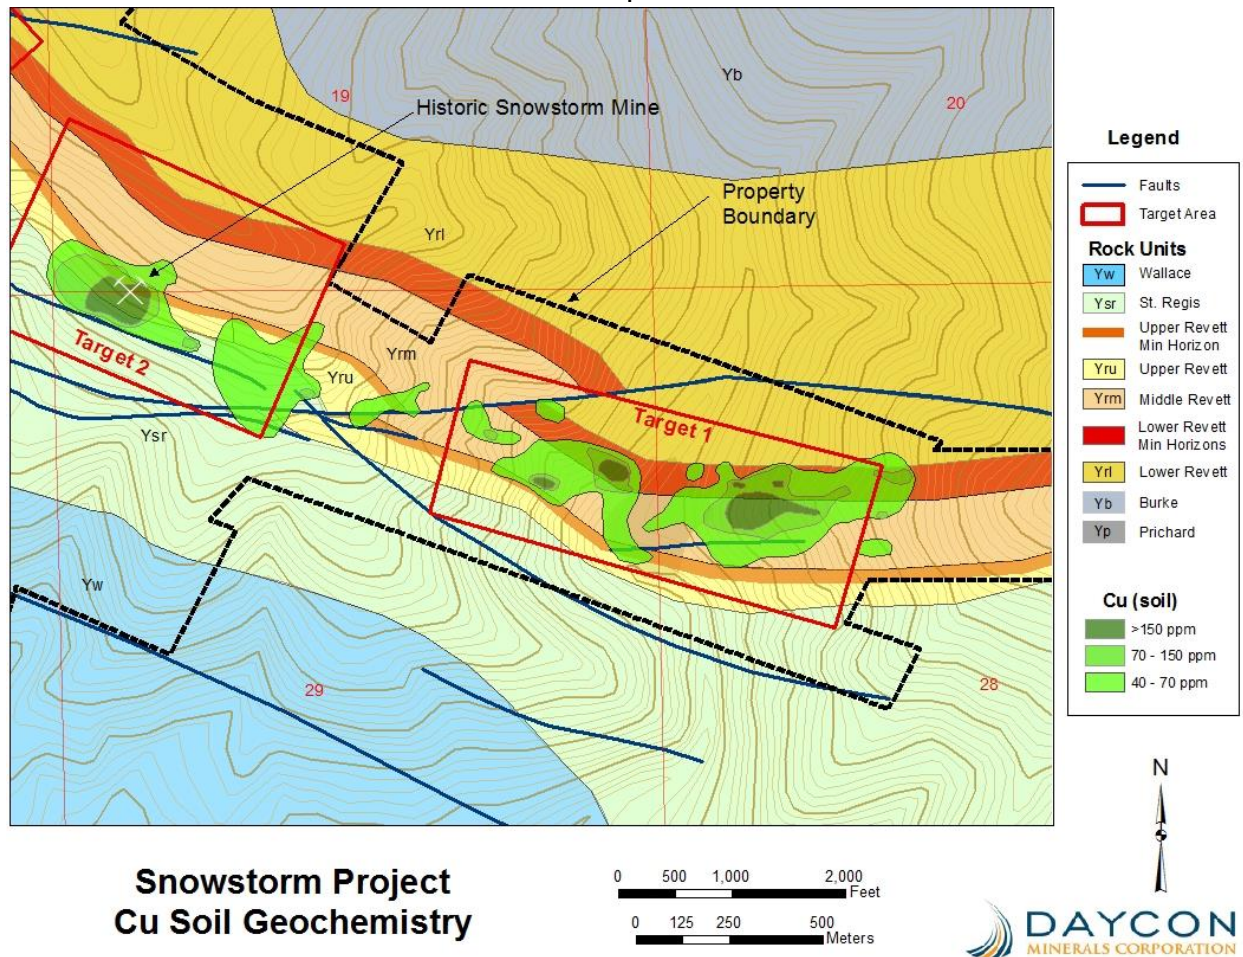 19
Yb
20
Historic Snowstorm Mine
Property
Boundary
Yrl
Target 2
Yrm
Yru
Target 1
Ysr
Yw
29
28
Legend
Faults
Target Area
Rock Units
Yw Wallace
Ysr St. Regis
Upper Revett
Min Horizon
Yru Upper Revett
Yrm Middle Revett
Lower Revett
Min Horizons
Yrl Lower Revett
Yb Burke
Yp Prichard
Cu (soil)
>150 ppm
70 - 150 ppm
40 - 70 ppm
N
Snowstorm Project
Cu Soil Geochemistry
0 500 1,000 2,000
Feet
0 125 250 500
Meters
DAYCON
MINERALS CORPORATION